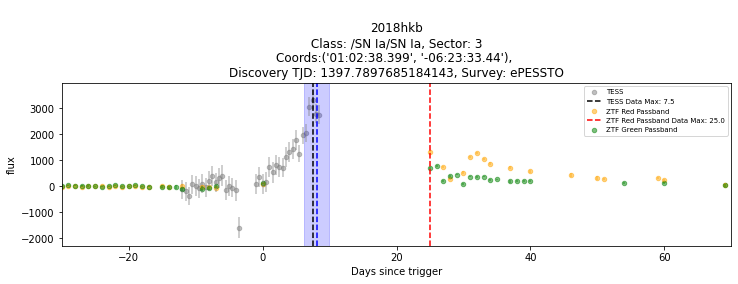 2018hkb
Class: /SN Ia/SN Ia, Sector: 3
Coords:('01:02:38.399', '-06:23:33.44'),
Discovery TJD: 1397.7897685184143, Survey: ePESSTO
TESS
TESS Data Max: 7.5
ZTF Red Passband
ZTF Red Passband Data Max: 25.0
ZTF Green Passband
flux
3000
2000
1000
0
−1000
−2000
−20
0
20
40
60
Days since trigger